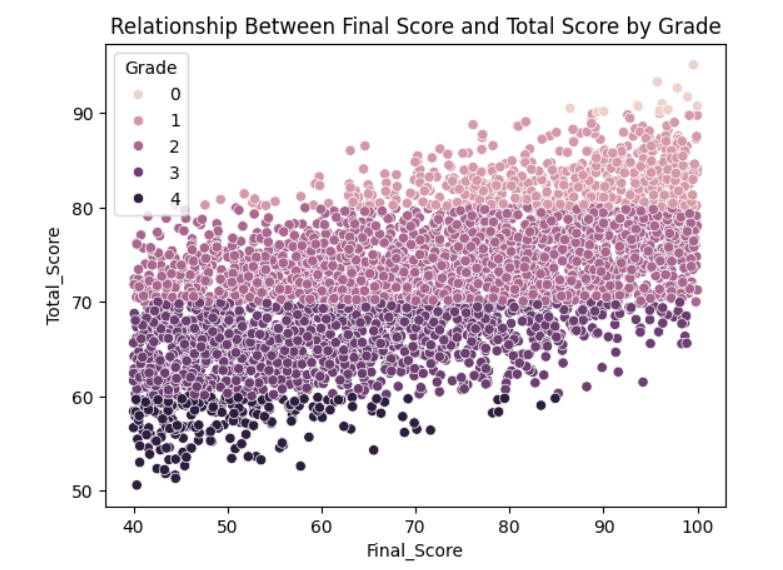 Relationship Between Final Score and Total Score by Grade
Grade
0
1
2
3
4
90
80
70
60
50
Total_Score
40 50 60 70 80 90 100
Final_Score